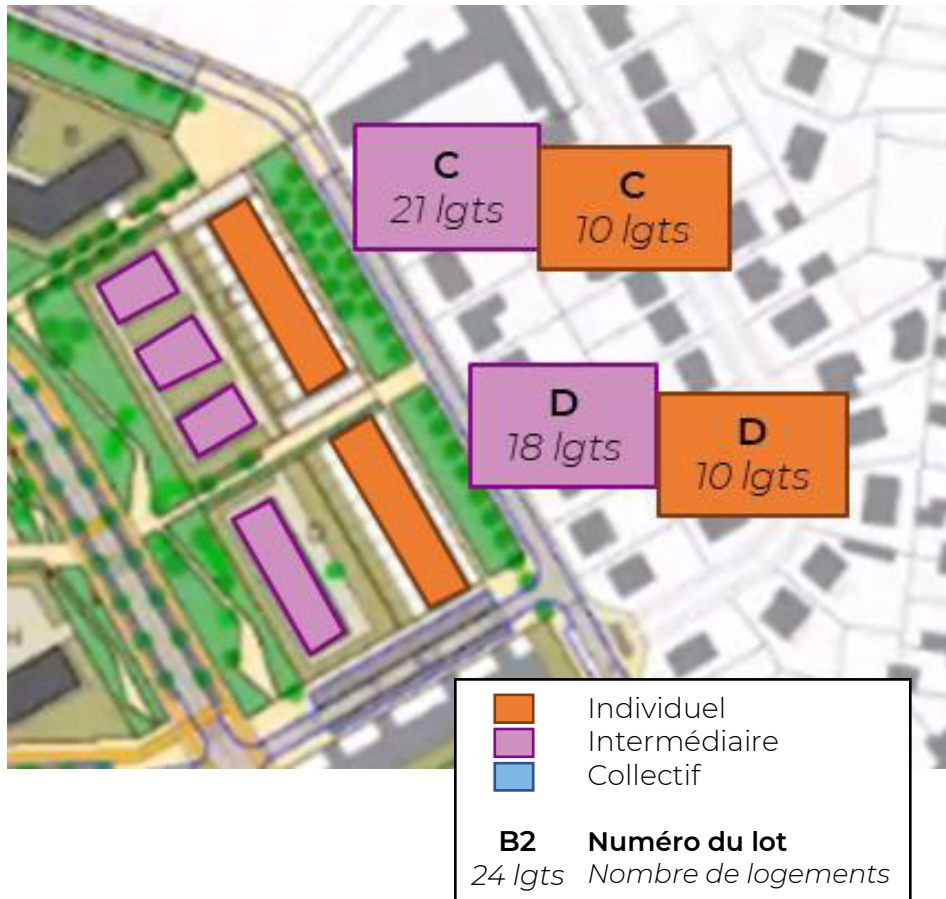 C
21 lgts
C
10 lgts
D
18 lgts
D
10 lgts
Individuel
Intermédiaire
Collectif
B2 Numéro du lot
24 lgts Nombre de logements